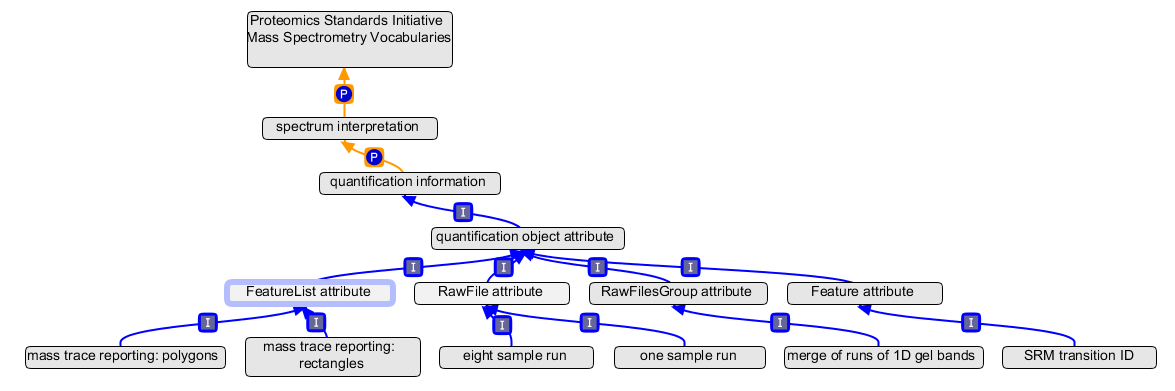 Proteomics Standards Initiative
Mass Spectrometry Vocabularies
P
spectrum interpretation
P
quantification information
I
quantification object attribute
I I I I
FeatureList attribute RawFile attribute RawFilesGroup attribute Feature attribute
I I I I I I
mass trace reporting: polygons mass trace reporting: eight sample run one sample run merge of runs of 1D gel bands SRM transition ID
rectangles